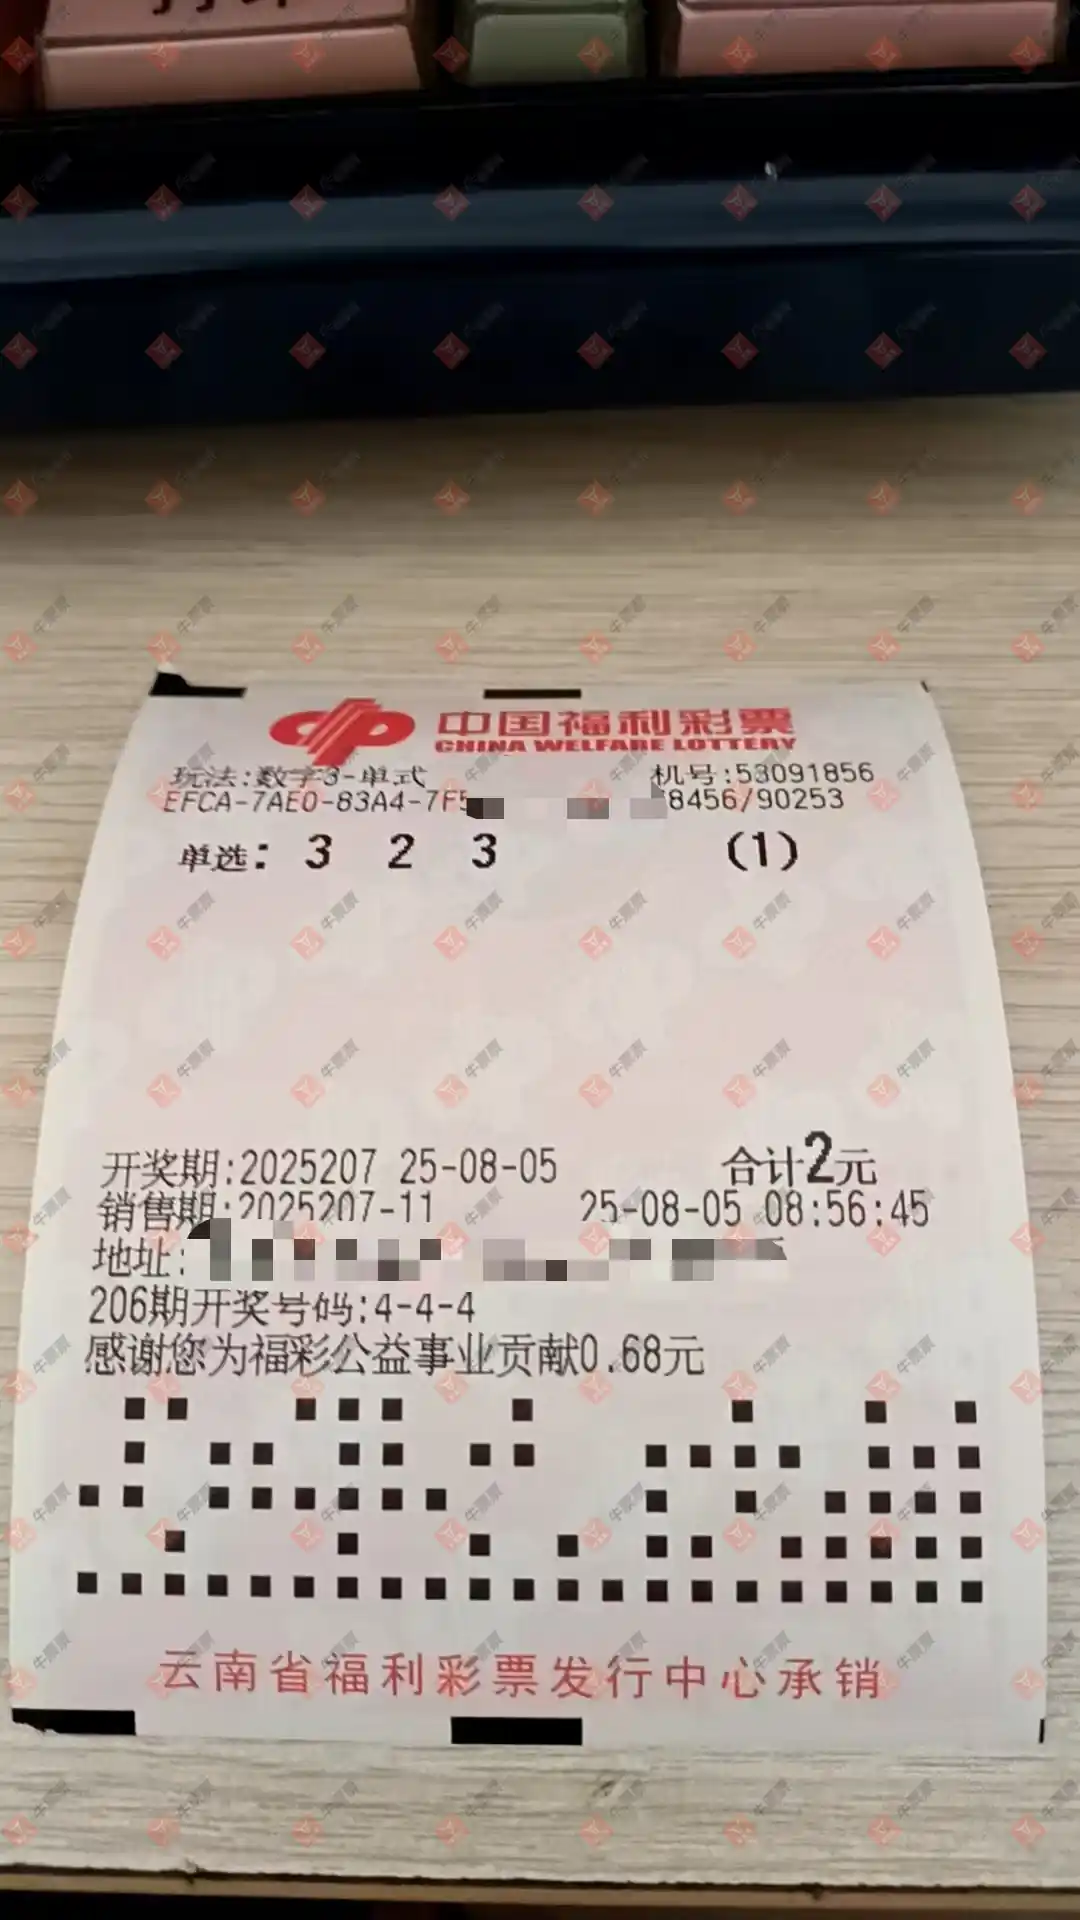 中国福利彩票
CHINA WELFARE LOTTERY
玩法:数字3-单式 机号:53091856
EFCA-7AE0-83A4-7F5 8456/90253
单选: 3 2 3 (1)
开奖期:2025207 25-08-05 合计2元
销售期:2025207-11 25-08-05 08:56:45
地址:
206期开奖号码:4-4-4
感谢您为福彩公益事业贡献0.68元
云南省福利彩票发行中心承销
牛票票